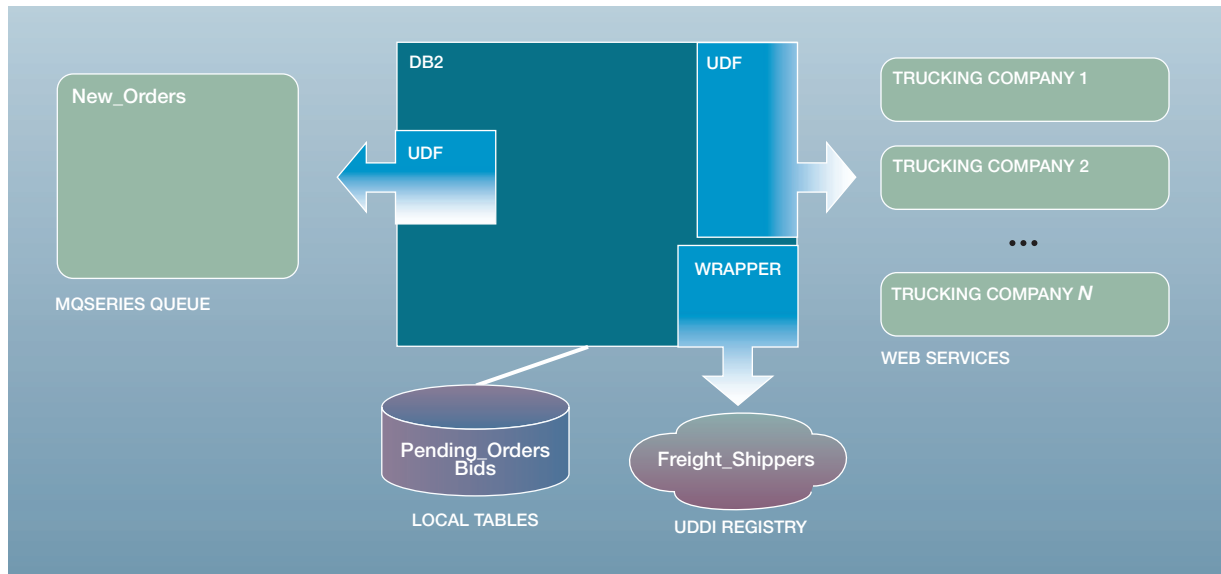 New_Orders
MQSERIES QUEUE
DB2
UDF
UDF
WRAPPER
TRUCKING COMPANY 1
TRUCKING COMPANY 2
...
TRUCKING COMPANY N
WEB SERVICES
Pending_Orders
Bids
LOCAL TABLES
Freight_Shippers
UDDI REGISTRY